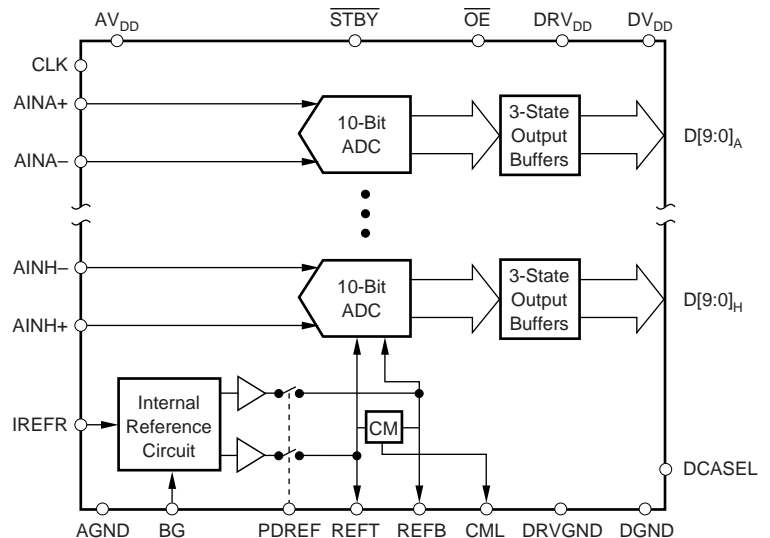 AVDD
STBY
OE
DRVDD
DVDD
CLK
AINA+
10-Bit
ADC
3-State
Output
Buffers
D[9:0]A
AINA–
AINH–
10-Bit
ADC
3-State
Output
Buffers
D[9:0]H
AINH+
Internal
Reference
Circuit
IREFR
CM
DCASEL
AGND
BG
PDREF
REFT
REFB
CML
DRVGND
DGND